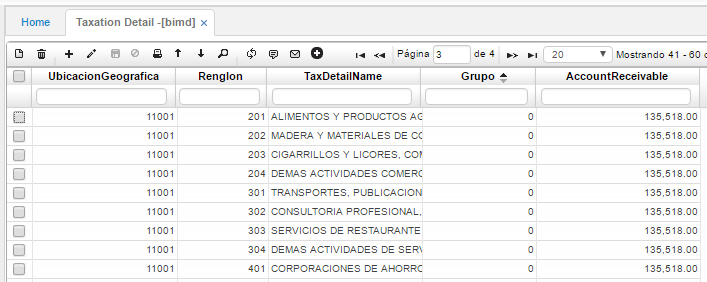 Home Taxation Detail -[bimd] ×
Página 3 de 4 20 Mostrando 41 - 60
UbicacionGeografica Renglon TaxDetailName Grupo AccountReceivable
11001 201 ALIMENTOS Y PRODUCTOS AG 0 135,518.00
11001 202 MADERA Y MATERIALES DE CO 0 135,518.00
11001 203 CIGARRILLOS Y LICORES, COM 0 135,518.00
11001 204 DEMAS ACTIVIDADES COMERC 0 135,518.00
11001 301 TRANSPORTES, PUBLICACION 0 135,518.00
11001 302 CONSULTORIA PROFESIONAL, 0 135,518.00
11001 303 SERVICIOS DE RESTAURANTE 0 135,518.00
11001 304 DEMAS ACTIVIDADES DE SERV 0 135,518.00
11001 401 CORPORACIONES DE AHORRO 0 135,518.00